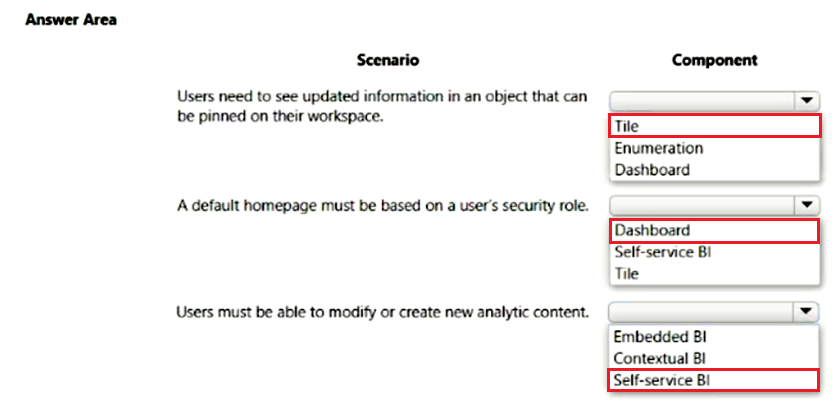 Answer Area
Scenario
Component
Users need to see updated information in an object that can
be pinned on their workspace.
Tile
Enumeration
Dashboard
A default homepage must be based on a user's security role.
Dashboard
Self-service BI
Tile
Users must be able to modify or create new analytic content.
Embedded BI
Contextual BI
Self-service BI